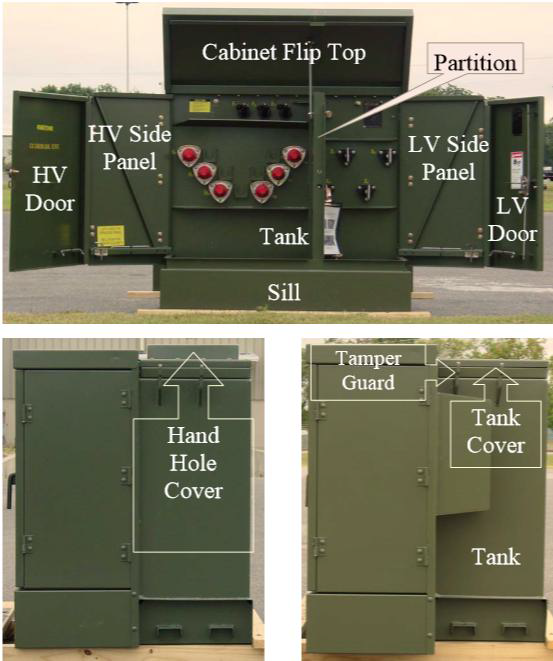 Cabinet Flip Top
Partition
HV Side
Panel
LV Side
Panel
HV
Door
LV
Door
Tank
Sill
Hand
Hole
Cover
Tamper
Guard
Tank
Cover
Tank